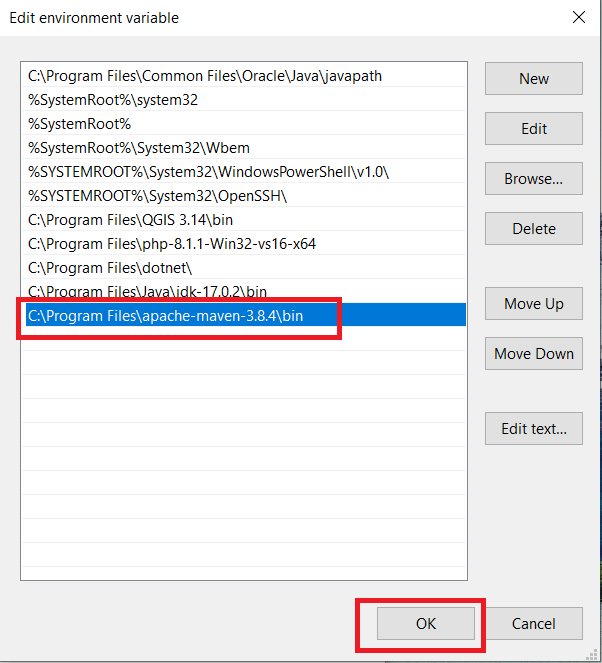 Edit environment variable
C:\Program Files\Common Files\Oracle\Java\javapath
%SystemRoot%\system32
%SystemRoot%
%SystemRoot%\System32\Wbem
%SYSTEMROOT%\System32\WindowsPowerShell\v1.0\
%SYSTEMROOT%\System32\OpenSSH\
C:\Program Files\QGIS 3.14\bin
C:\Program Files\php-8.1.1-Win32-vs16-x64
C:\Program Files\dotnet\
C:\Program Files\Java\jdk-17.0.2\bin
C:\Program Files\apache-maven-3.8.4\bin
New
Edit
Browse...
Delete
Move Up
Move Down
Edit text...
OK
Cancel